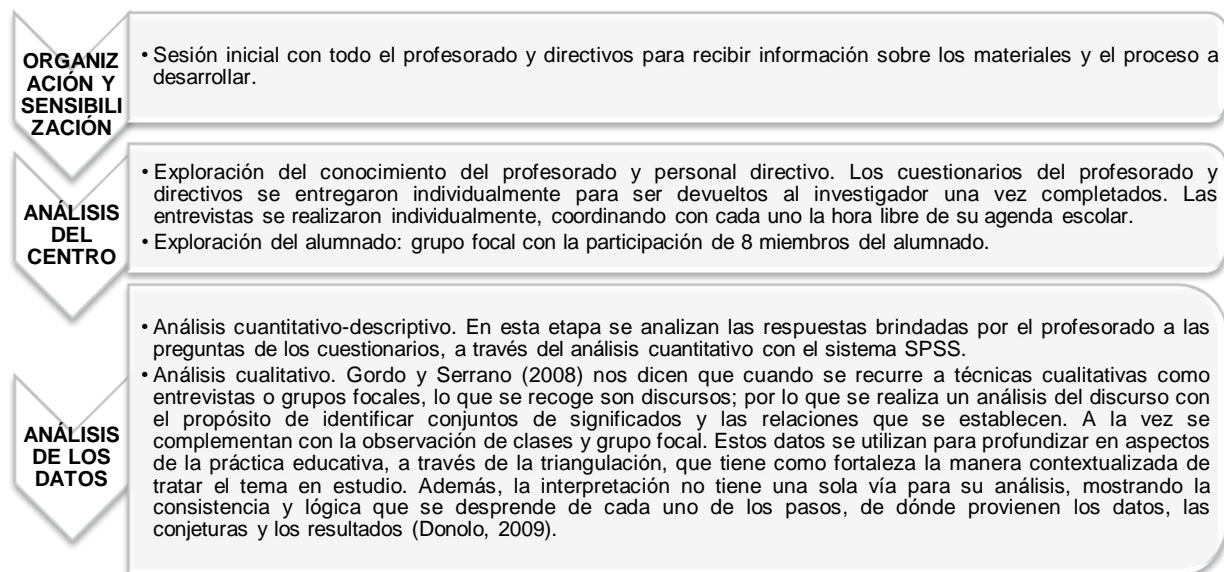 ORGANIZ
ACIÓN Y
SENSIBILI
ZACIÓN
• Sesión inicial con todo el profesorado y directivos para recibir información sobre los materiales y el proceso a
desarrollar.
ANÁLISIS
DEL
CENTRO
• Exploración del conocimiento del profesorado y personal directivo. Los cuestionarios del profesorado y
directivos se entregaron individualmente para ser devueltos al investigador una vez completados. Las
entrevistas se realizaron individualmente, coordinando con cada uno la hora libre de su agenda escolar.
• Exploración del alumnado: grupo focal con la participación de 8 miembros del alumnado.
ANÁLISIS
DE LOS
DATOS
• Análisis cuantitativo-descriptivo. En esta etapa se analizan las respuestas brindadas por el profesorado a las
preguntas de los cuestionarios, a través del análisis cuantitativo con el sistema SPSS.
• Análisis cualitativo. Gordo y Serrano (2008) nos dicen que cuando se recurre a técnicas cualitativas como
entrevistas o grupos focales, lo que se recoge son discursos; por lo que se realiza un análisis del discurso con
el propósito de identificar conjuntos de significados y las relaciones que se establecen. A la vez se
complementan con la observación de clases y grupo focal. Estos datos se utilizan para profundizar en aspectos
de la práctica educativa, a través de la triangulación, que tiene como fortaleza la manera contextualizada de
tratar el tema en estudio. Además, la interpretación no tiene una sola vía para su análisis, mostrando la
consistencia y lógica que se desprende de cada uno de los pasos, de dónde provienen los datos, las
conjeturas y los resultados (Donolo, 2009).